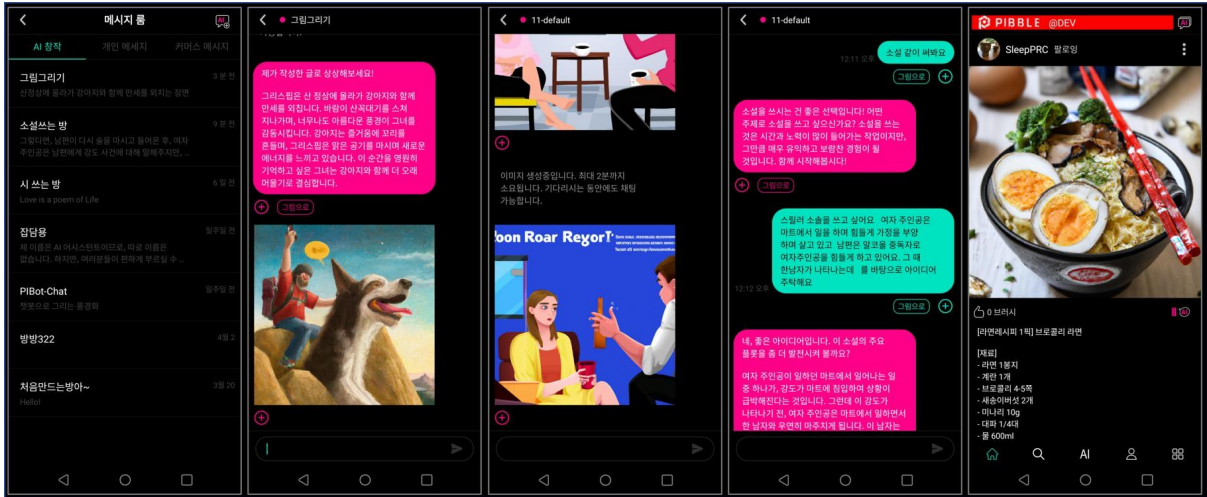 메시지 룸
AI
AI 창작
개인 메세지
커머스 메시지
그림그리기
3 분 전
산정상에 올라가 강아지와 함께 만세를 외치는 장면
소설쓰는 방
9 분 전
그렇다면, 남편이 다시 술을 마시고 들어온 후, 여자
주인공은 남편에게 강도 사건에 대해 말해주지만, ..
시 쓰는 방
6 일 전
Love is a poem of Life
잡담용
일주일 전
제 이름은 AI 어시스턴트이므로, 따로 이름은
없습니다. 하지만, 여러분들이 편하게 부르실 수 ..
PIBot-Chat
일주일 전
챗봇으로 그리는 풍경화
방방322
4월 2
처음만드는방아~
3월 20
Hello!
그림그리기
제가 작성한 글로 상상해보세요!
그리스핍은 산 정상에 올라가 강아지와 함께
만세를 외칩니다. 바람이 산꼭대기를 스쳐
지나가며, 너무나도 아름다운 풍경이 그녀를
감동시킵니다. 강아지는 즐거움에 꼬리를
흔들며, 그리스핍은 맑은 공기를 마시며 새로운
에너지를 느끼고 있습니다. 이 순간을 영원히
기억하고 싶은 그녀는 강아지와 함께 더 오래
머물기로 결심합니다.
그림으로
11-default
이미지 생성중입니다. 최대 2분까지
소요됩니다. 기다리시는 동안에도 채팅
가능합니다.
oon Roar Regor
11-default
소설 같이 써봐요
12:11 오후
그림으로
소설을 쓰시는 건 좋은 선택입니다! 어떤
주제로 소설을 쓰고 싶으신가요? 소설을 쓰는
것은 시간과 노력이 많이 들어가는 작업이지만,
그만큼 매우 유익하고 보람찬 경험이 될
것입니다. 함께 시작해봅시다!
그림으로
스릴러 소솔을 쓰고 싶어요 여자 주인공은
마트에서 일을 하며 힘들게 가정을 부양
하며 살고 있고 남편은 알코올 중독자로
여자주인공을 힘들게 하고 있어요. 그 때
한남자가 나타나는데 를 바탕으로 아이디어
주탁해요
12:12 오후
그림으로
네, 좋은 아이디어입니다. 이 소설의 주요
플롯을 좀 더 발전시켜 볼까요?
여자 주인공이 일하던 마트에서 일어나는 일
중 하나가, 강도가 마트에 침입하여 상황이
급박해진다는 것입니다. 그런데 이 강도가
나타나기 전, 여자 주인공은 마트에서 일하면서
한 남자와 우연히 마주치게 됩니다. 이 남자는
PIBBLE @DEV
AI
SleepPRC 팔로잉
0 브러시
AI
[라면레시피 1픽] 브로콜리 라면
[재료]
- 라면 1봉지
- 계란 1개
- 브로콜리 4-5쪽
- 새송이버섯 2개
- 미나리 10g
- 대파 1/4대
- 물 600ml
AI